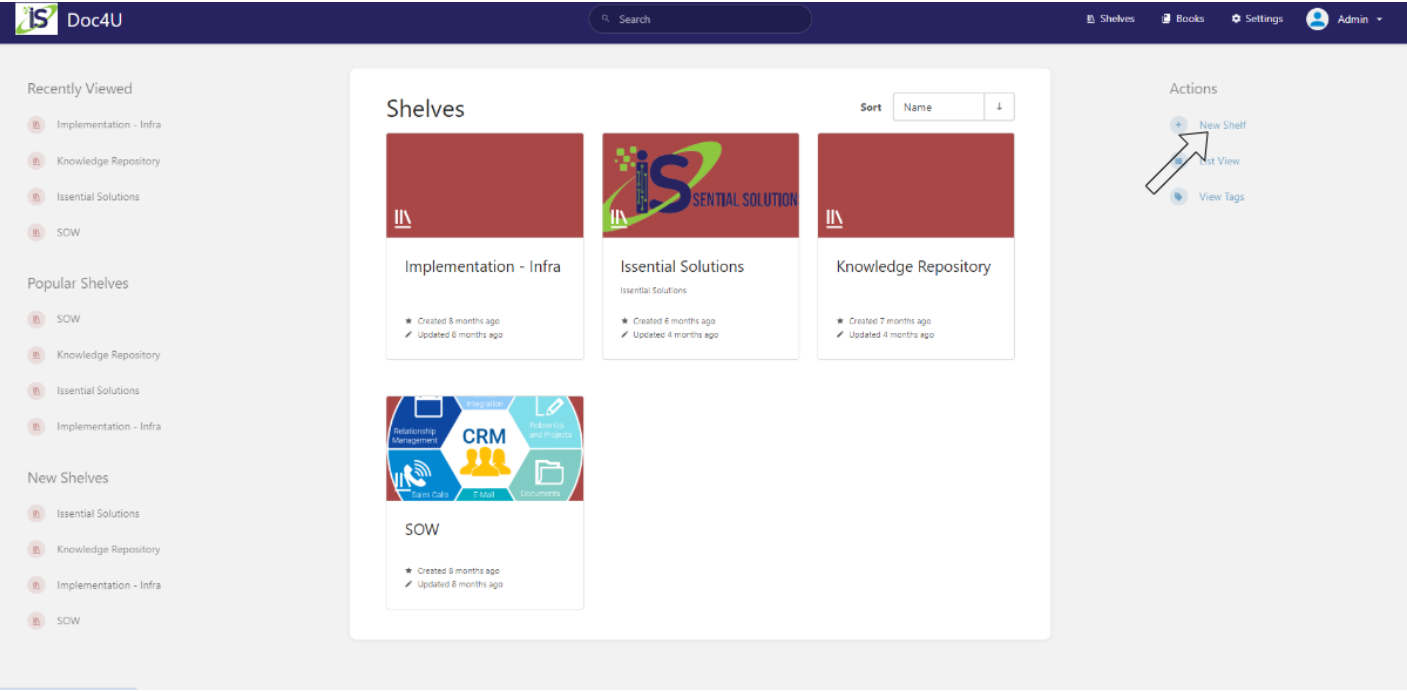 iS Doc4U
Search
Shelves
Books
Settings
Admin
Recently Viewed
Implementation - Infra
Knowledge Repository
Issential Solutions
SOW
Popular Shelves
SOW
Knowledge Repository
Issential Solutions
Implementation - Infra
New Shelves
Issential Solutions
Knowledge Repository
Implementation - Infra
SOW
Shelves
Sort Name
iS SENTIAL SOLUTION
Implementation - Infra
Created 8 months ago
Updated 8 months ago
Issential Solutions
Issential Solutions
Created 6 months ago
Updated 4 months ago
Knowledge Repository
Created 7 months ago
Updated 4 months ago
Integration
Relationship
Management
CRM
Follow-Up
and Projects
Sales Calls
E-Mail
Documents
SOW
Created 8 months ago
Updated 8 months ago
Actions
New Shelf
List View
View Tags